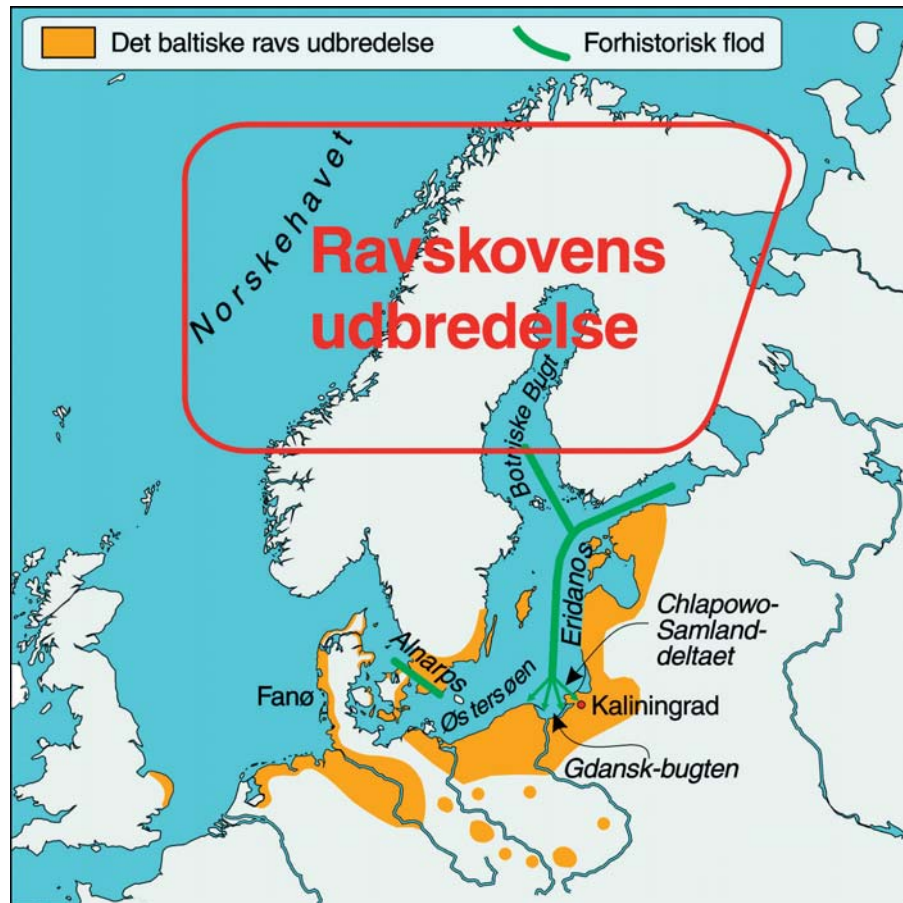 Det baltiske ravs udbredelse
Forhistorisk flod
Norskehavet
Ravskovens
udbredelse
Botniske Bugt
Eridanos
Chlapowo-
Samland-
deltaet
Alnarps
Fanø
Østersøen
Kaliningrad
Gdansk-bugten